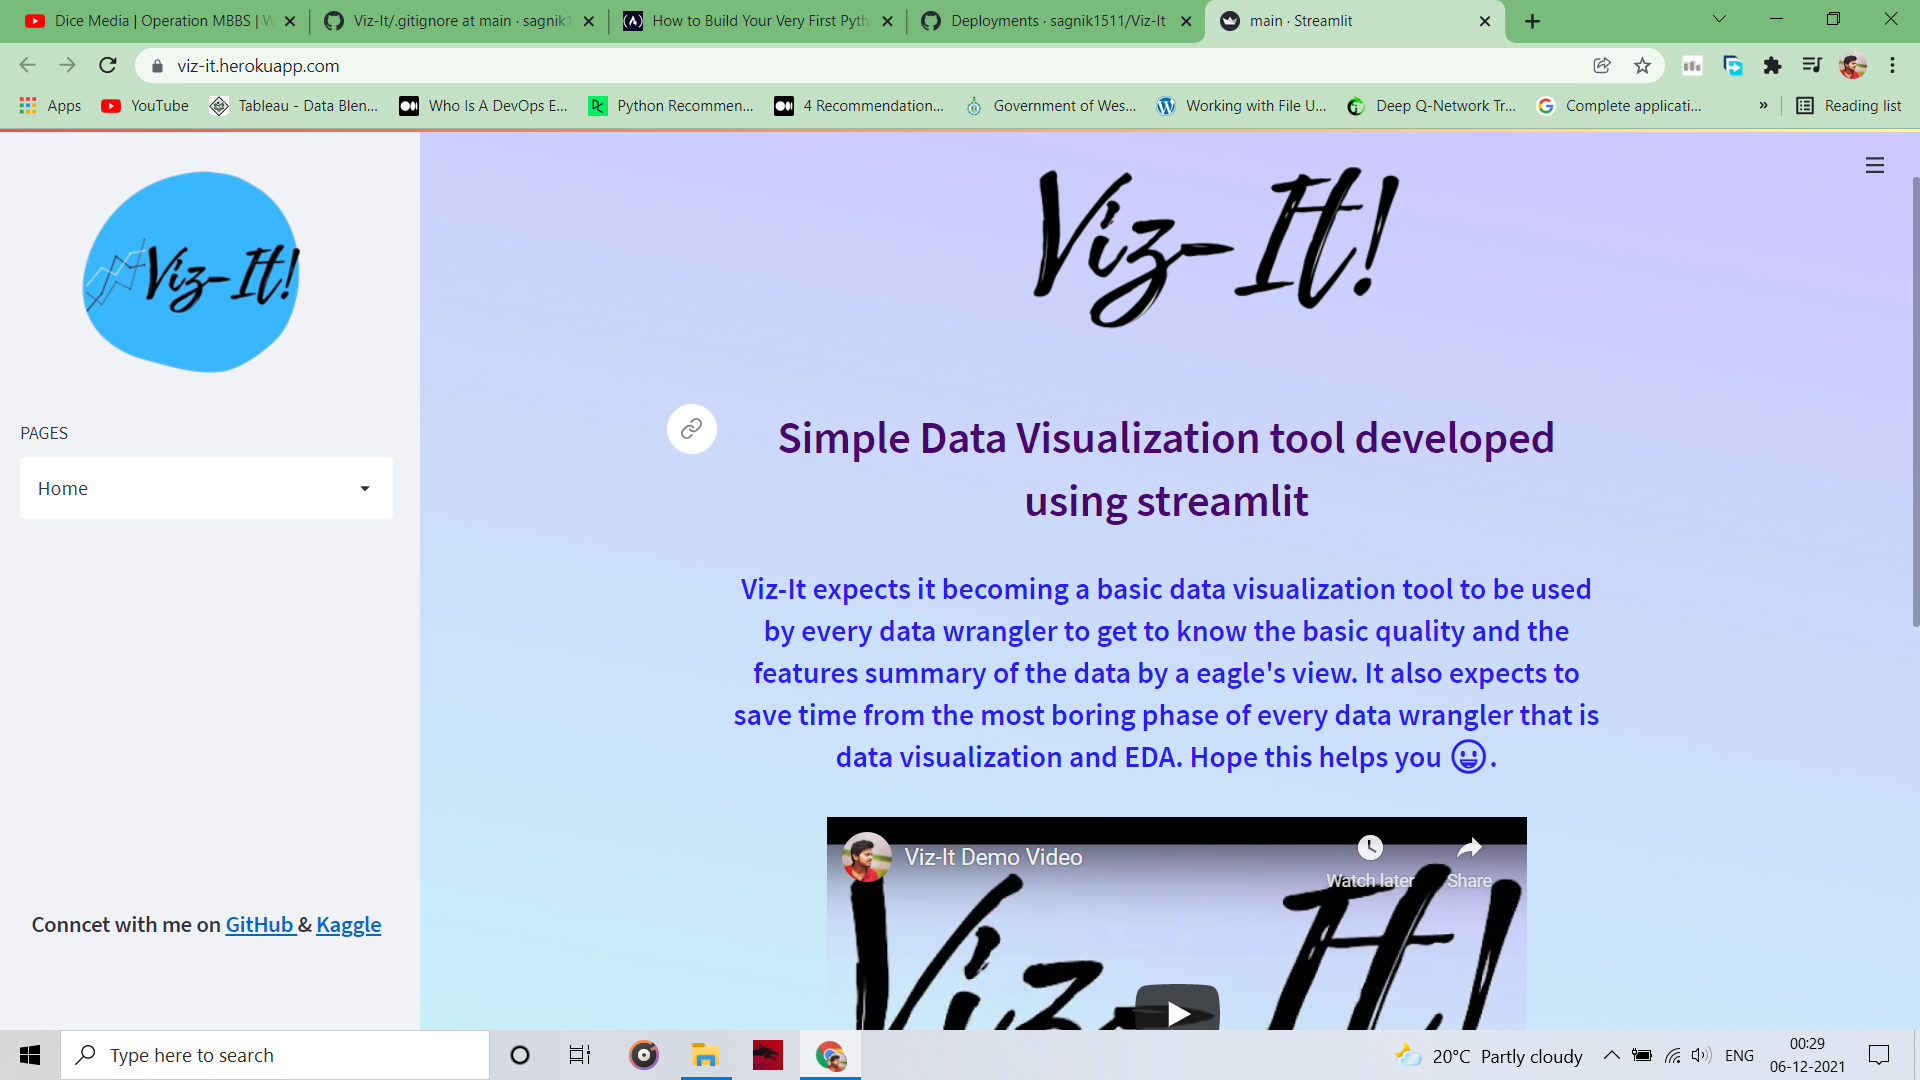 Dice Media | Operation MBBS | W
Viz-It/.gitignore at main · sagnik1
How to Build Your Very First Pyth
Deployments · sagnik1511/Viz-It
main · Streamlit
viz-it.herokuapp.com
Apps
YouTube
Tableau - Data Blen...
Who Is A DevOps E...
Python Recommen...
4 Recommendation...
Government of Wes...
Working with File U...
Deep Q-Network Tr...
Complete applicati...
»
Reading list
Viz-It!
Viz-It!
PAGES
Home
Simple Data Visualization tool developed
using streamlit
Viz-It expects it becoming a basic data visualization tool to be used
by every data wrangler to get to know the basic quality and the
features summary of the data by a eagle's view. It also expects to
save time from the most boring phase of every data wrangler that is
data visualization and EDA. Hope this helps you 😀.
Viz-It Demo Video
Watch later
Share
Viz-It!
Conncet with me on GitHub & Kaggle
Type here to search
20°C Partly cloudy
ENG
00:29
06-12-2021